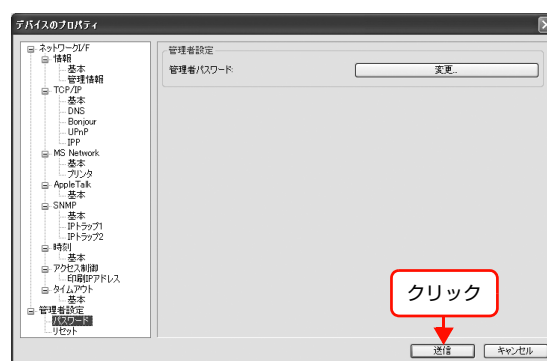 デバイスのプロパティ
ネットワークI/F
情報
基本
管理情報
TCP/IP
基本
DNS
Bonjour
UPnP
IPP
MS Network
基本
プリンタ
AppleTalk
基本
SNMP
基本
IPトラップ1
IPトラップ2
時刻
基本
アクセス制御
印刷IPアドレス
タイムアウト
基本
管理者設定
パスワード
リセット
管理者設定
管理者パスワード:
変更..
クリック
送信
キャンセル